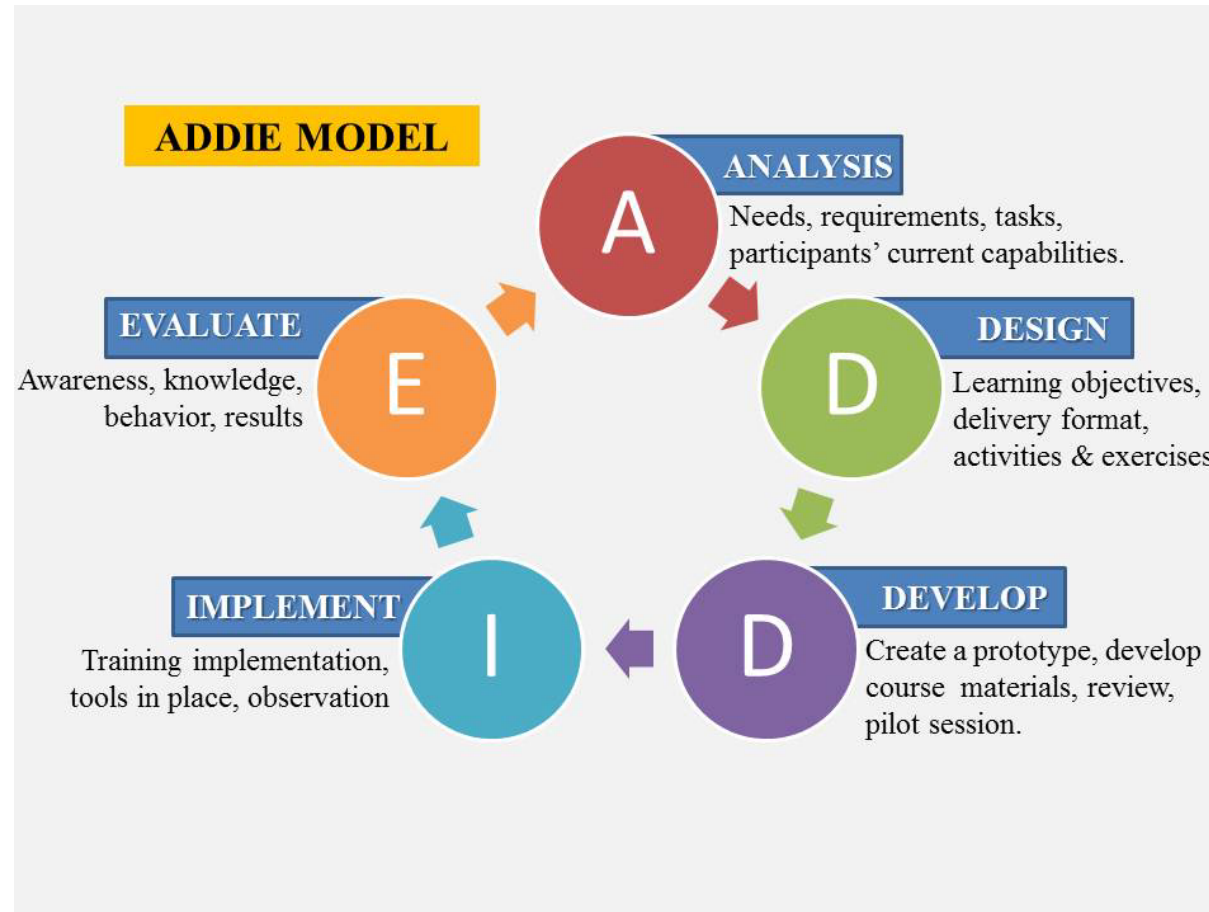 ADDIE MODEL
A
ANALYSIS
Needs, requirements, tasks,
participants’ current capabilities.
D
DESIGN
Learning objectives,
delivery format,
activities & exercises
D
DEVELOP
Create a prototype, develop
course materials, review,
pilot session.
I
IMPLEMENT
Training implementation,
tools in place, observation
E
EVALUATE
Awareness, knowledge,
behavior, results